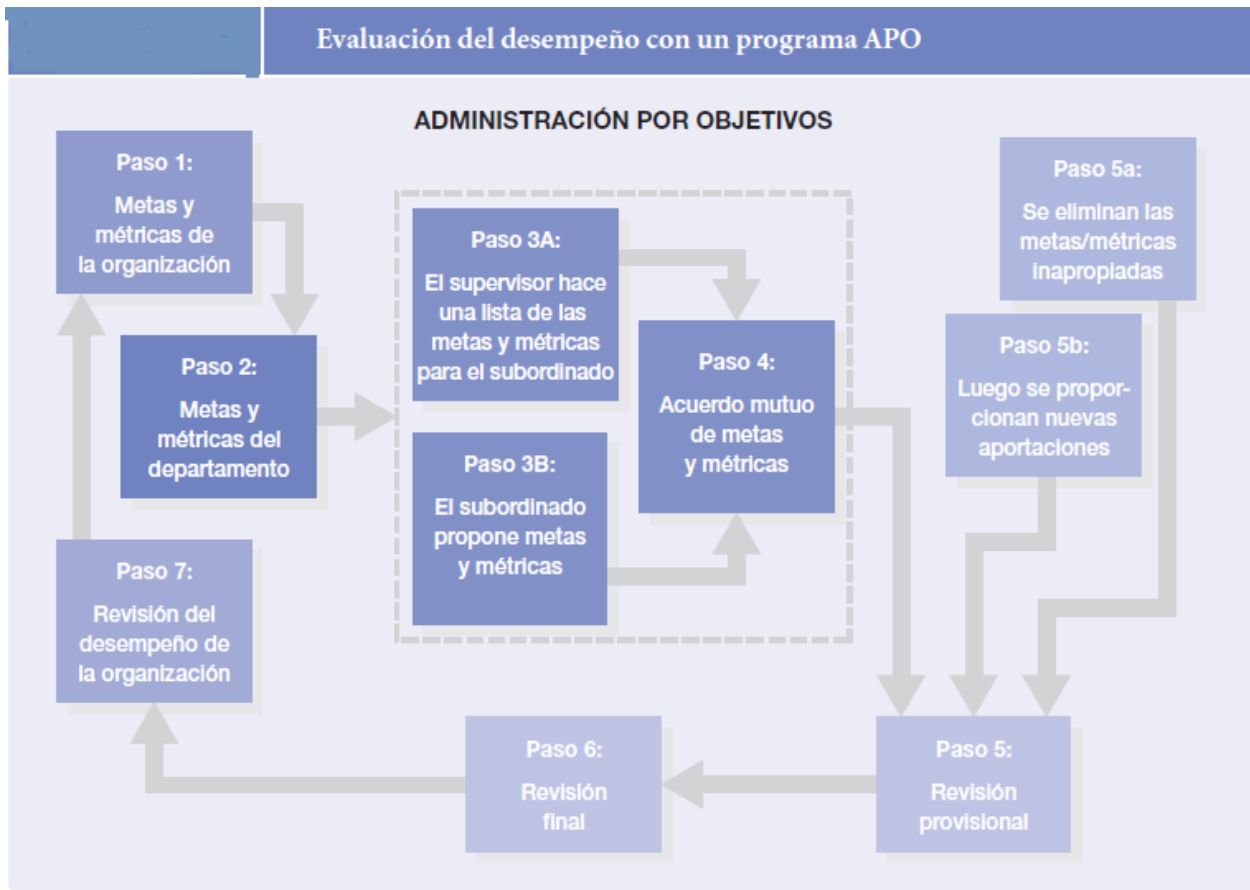 Evaluación del desempeño con un programa APO
ADMINISTRACIÓN POR OBJETIVOS
Paso 1:
Metas y
métricas de
la organización
Paso 2:
Metas y
métricas del
departamento
Paso 3A:
El supervisor hace
una lista de las
metas y métricas
para el subordinado
Paso 3B:
El subordinado
propone metas
y métricas
Paso 4:
Acuerdo mutuo
de metas
y métricas
Paso 5a:
Se eliminan las
metas/métricas
inapropiadas
Paso 5b:
Luego se propor-
cionan nuevas
aportaciones
Paso 5:
Revisión
provisional
Paso 6:
Revisión
final
Paso 7:
Revisión del
desempeño de
la organización